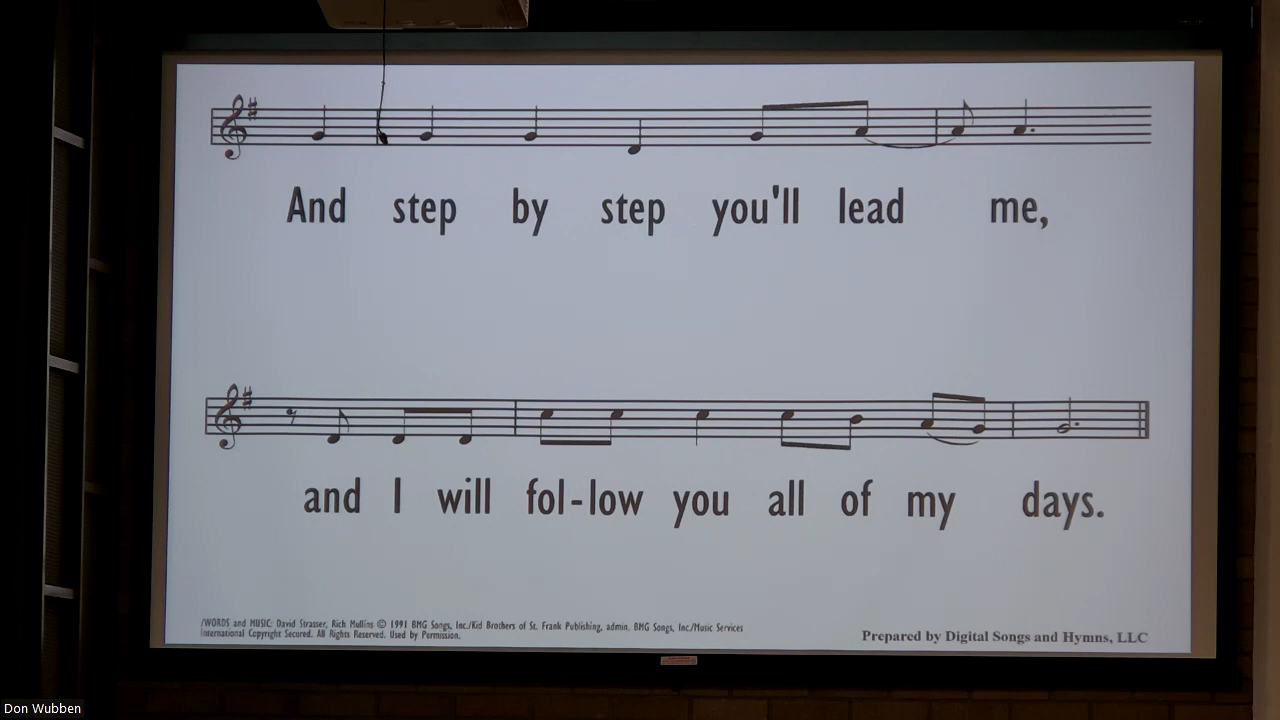 And step by step you'll lead me,
and I will fol-low you all of my days.
/WORDS and MUSIC: David Strasser, Rich Mullins © 1991 BMG Songs, Inc./Kid Brothers of St. Frank Publishing, admin. BMG Songs, Inc./Music Services
International Copyright Secured. All Rights Reserved. Used by Permission.
Prepared by Digital Songs and Hymns, LLC
Don Wubben